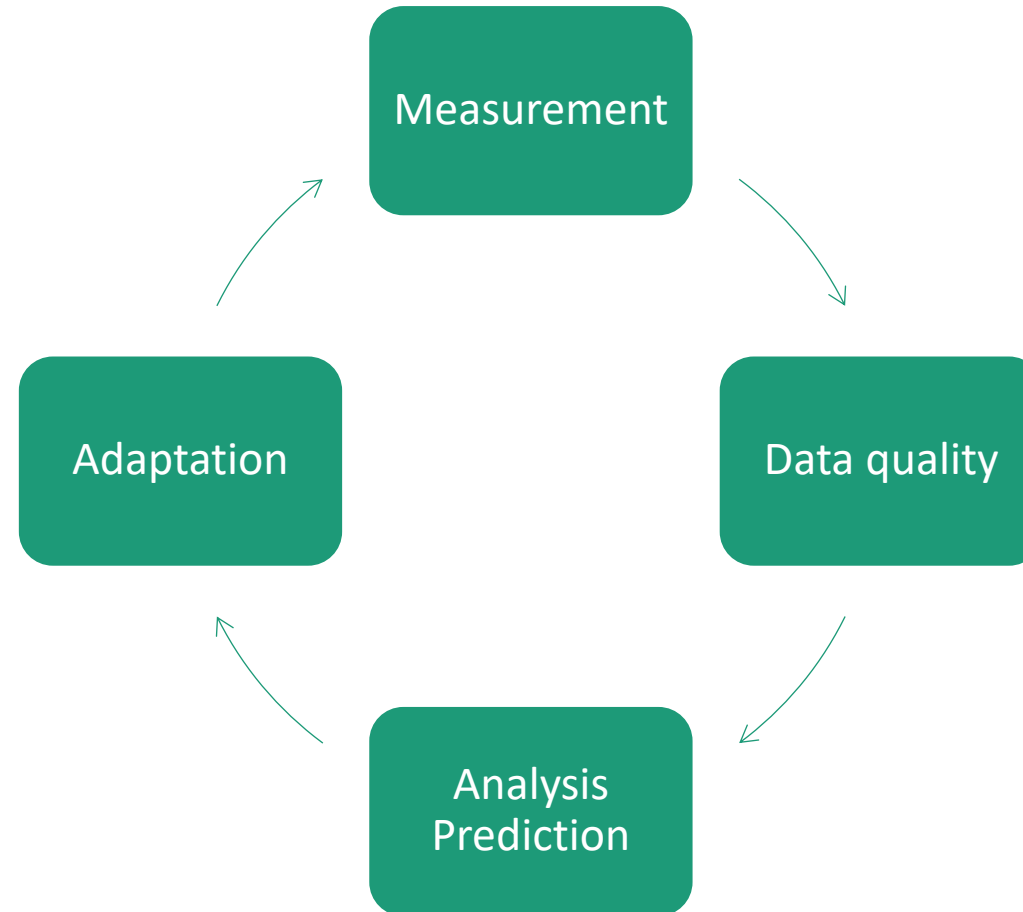 Measurement
Adaptation
Data quality
Analysis
Prediction